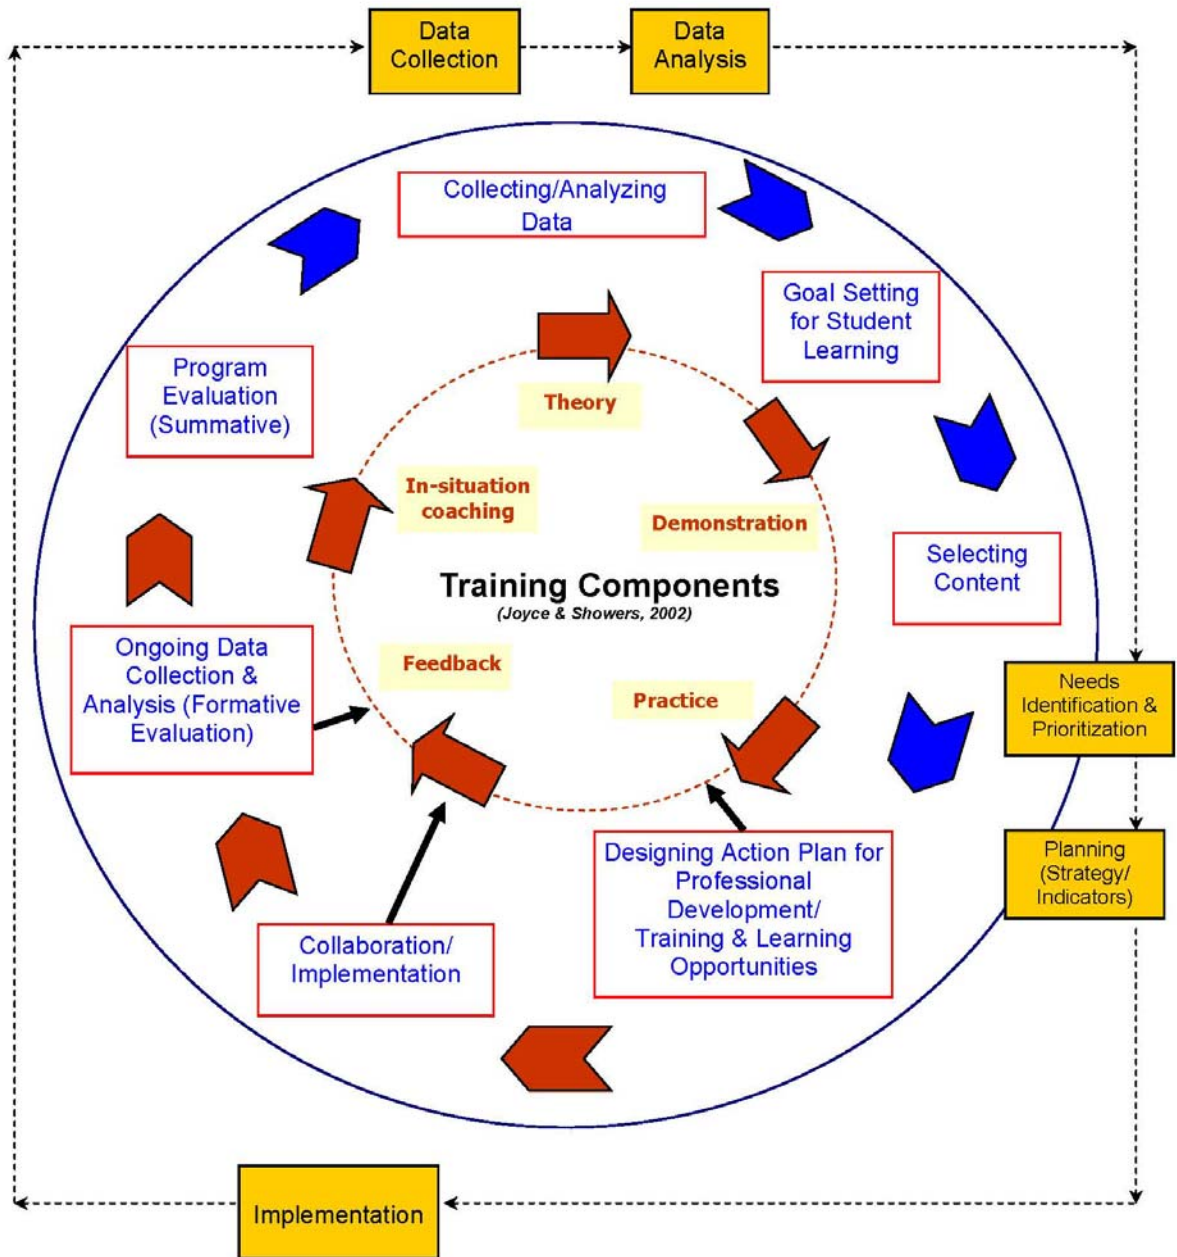 Data
Collection
Data
Analysis
Collecting/Analyzing
Data
Goal Setting
for Student
Learning
Program
Evaluation
(Summative)
Theory
In-situation
coaching
Demonstration
Selecting
Content
Training Components
(Joyce & Showers, 2002)
Ongoing Data
Collection &
Analysis (Formative
Evaluation)
Feedback
Practice
Needs
Identification &
Prioritization
Designing Action Plan for
Professional
Development/
Training & Learning
Opportunities
Planning
(Strategy/
Indicators)
Collaboration/
Implementation
Implementation